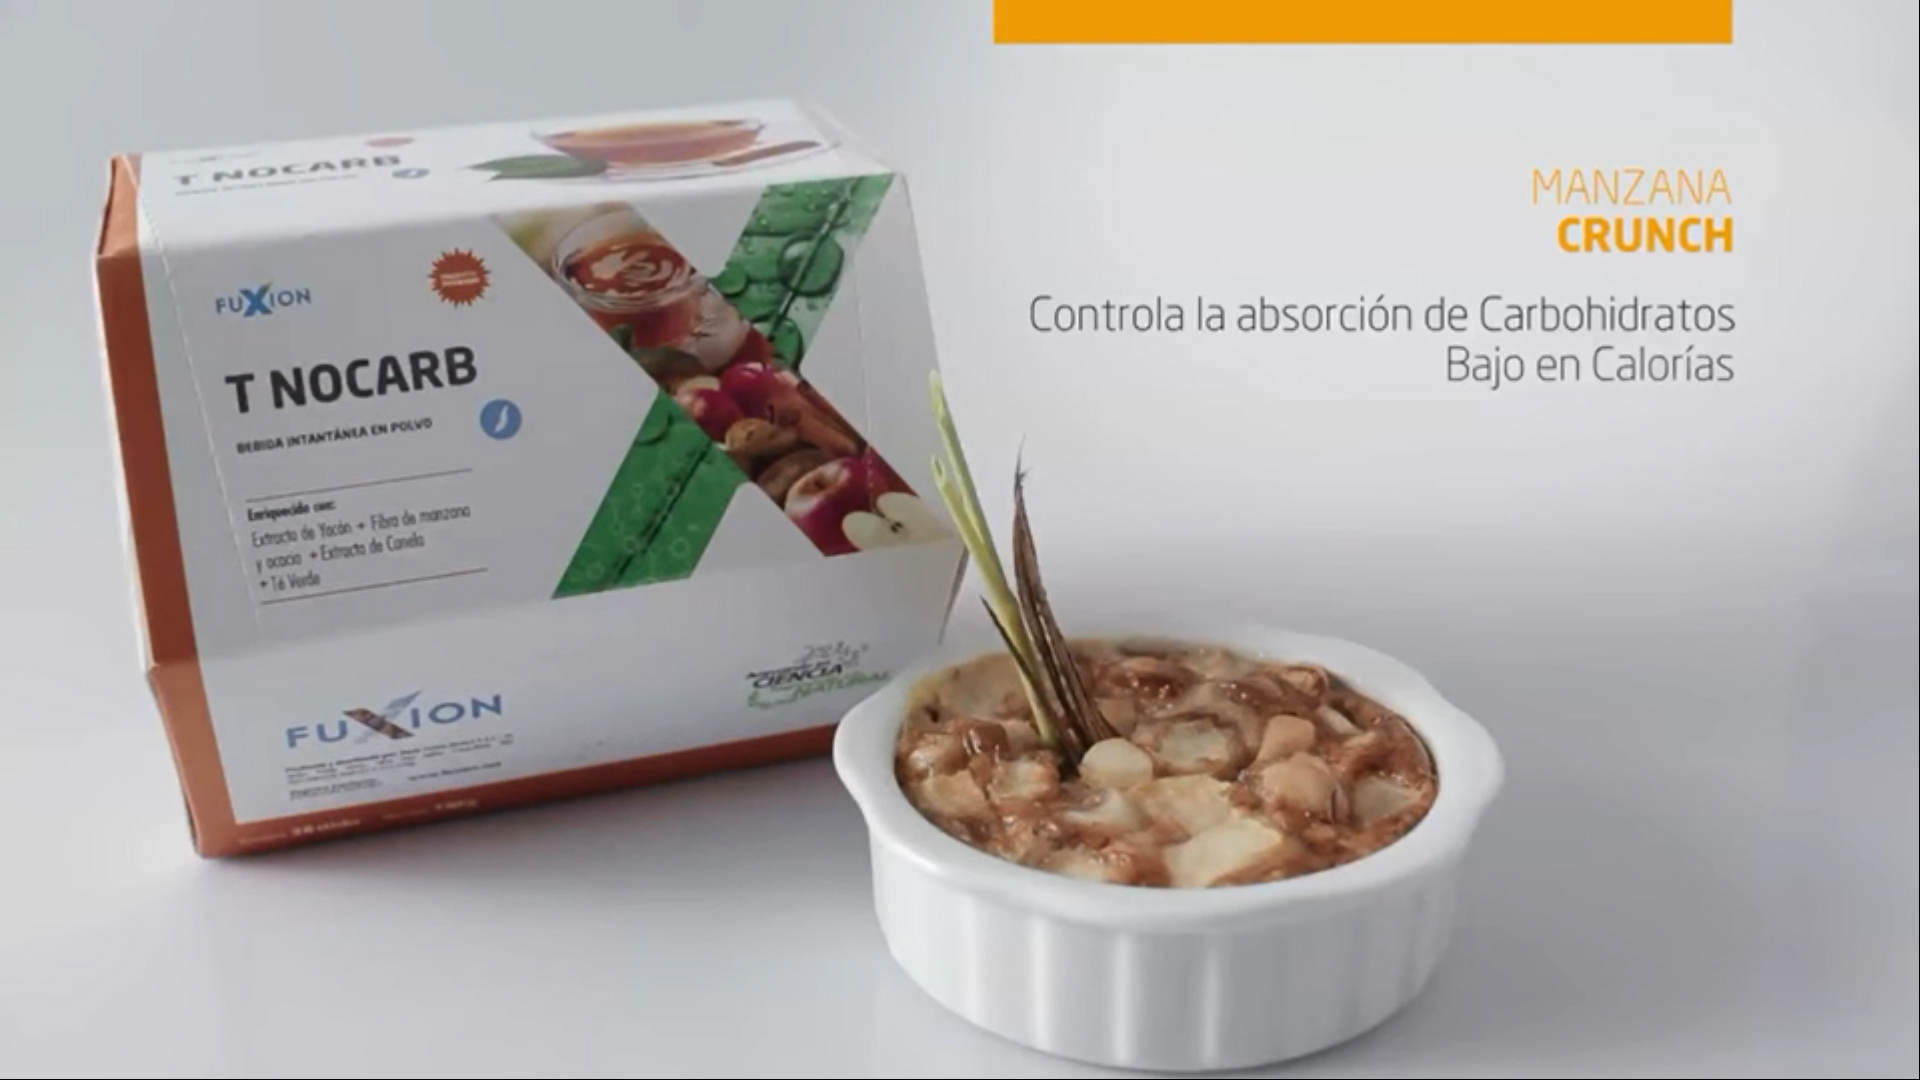 T NOCARB
FUXION
T NOCARB
BEBIDA INTANTÁNEA EN POLVO
Enriquecido con:
Extracto de Yacón + Fibra de manzana
y acacia + Extracto de Canela
+ Té Verde
FUXION
CIENCIA
NATURAL
MANZANA
CRUNCH
Controla la absorción de Carbohidratos
Bajo en Calorías